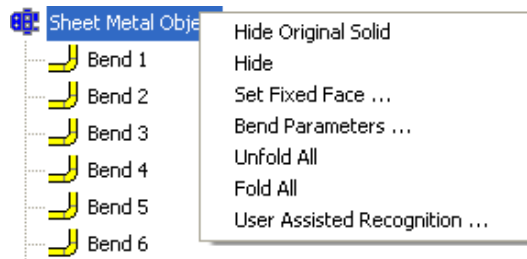 Sheet Metal Obje
Bend 1
Bend 2
Bend 3
Bend 4
Bend 5
Bend 6
Hide Original Solid
Hide
Set Fixed Face ...
Bend Parameters ...
Unfold All
Fold All
User Assisted Recognition ...